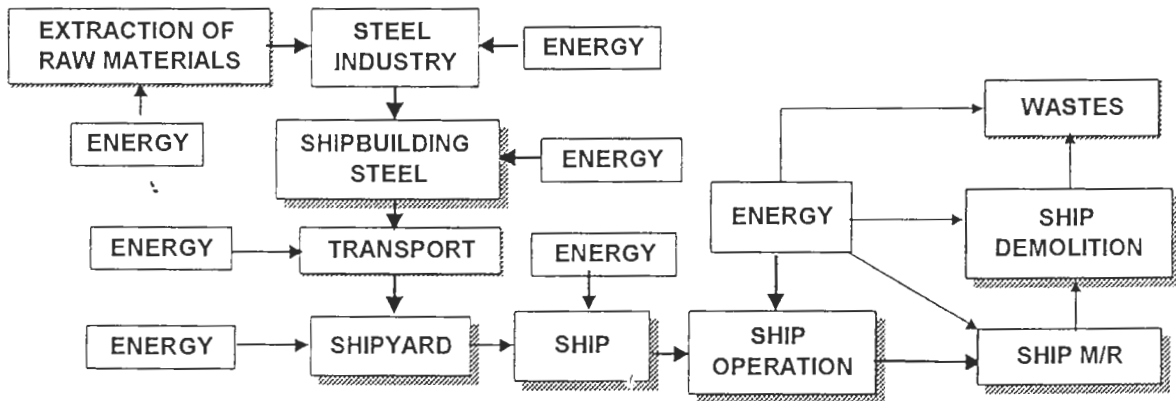 EXTRACTION OF
RAW MATERIALS
STEEL
INDUSTRY
ENERGY
ENERGY
SHIPBUILDING
STEEL
ENERGY
WASTES
ENERGY
TRANSPORT
ENERGY
ENERGY
SHIP
DEMOLITION
ENERGY
SHIPYARD
SHIP
SHIP
OPERATION
SHIP M/R